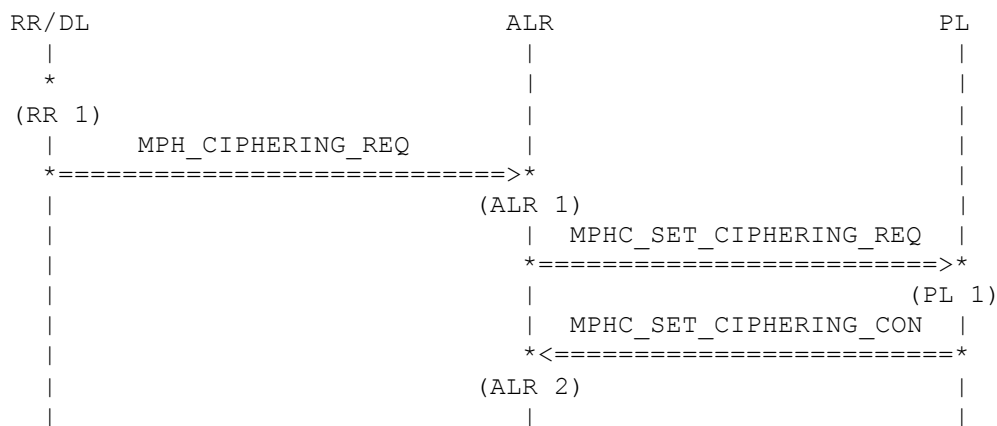 RR/DL ALR PL
(RR 1)
MPH_CIPHERING_REQ
(ALR 1)
MPHC_SET_CIPHERING_REQ
(PL 1)
MPHC_SET_CIPHERING_CON
(ALR 2)